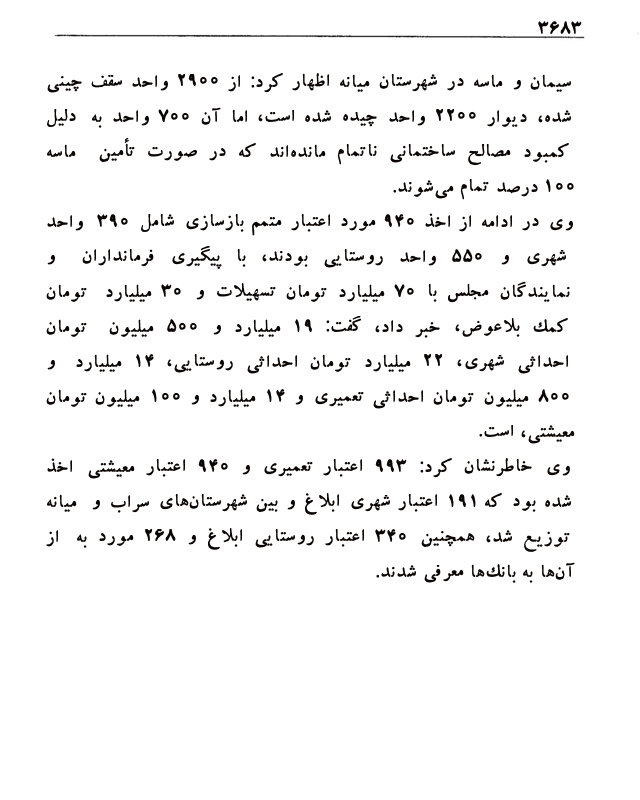 ۳۶۸۳
سیمان و ماسه در شهرستان میانه اظهار کرد: از ۲۹۰۰ واحد سقف چینی
شده، دیوار ۲۲۰۰ واحد چیده شده است، اما آن ۷۰۰ واحد به دلیل
کمبود مصالح ساختمانی ناتمام مانده‌اند که در صورت تأمین ماسه
۱۰۰ درصد تمام می‌شوند.
وی در ادامه از اخذ ۹۴۰ مورد اعتبار متمم بازسازی شامل ۳۹۰ واحد
شهری و ۵۵۰ واحد روستایی بودند، با پیگیری فرمانداران و
نمایندگان مجلس با ۷۰ میلیارد تومان تسهیلات و ۳۰ میلیارد تومان
کمك بلاعوض، خبر داد، گفت: ۱۹ میلیارد و ۵۰۰ میلیون تومان
احداثی شهری، ۲۲ میلیارد تومان احداثی روستایی، ۱۴ میلیارد و
۸۰۰ میلیون تومان احداثی تعمیری و ۱۴ میلیارد و ۱۰۰ میلیون تومان
معیشتی، است.
وی خاطرنشان کرد: ۹۹۳ اعتبار تعمیری و ۹۴۰ اعتبار معیشتی اخذ
شده بود که ۱۹۱ اعتبار شهری ابلاغ و بین شهرستان‌های سراب و میانه
توزیع شد، همچنین ۳۴۰ اعتبار روستایی ابلاغ و ۲۶۸ مورد به از
آن‌ها به بانك‌ها معرفی شدند.